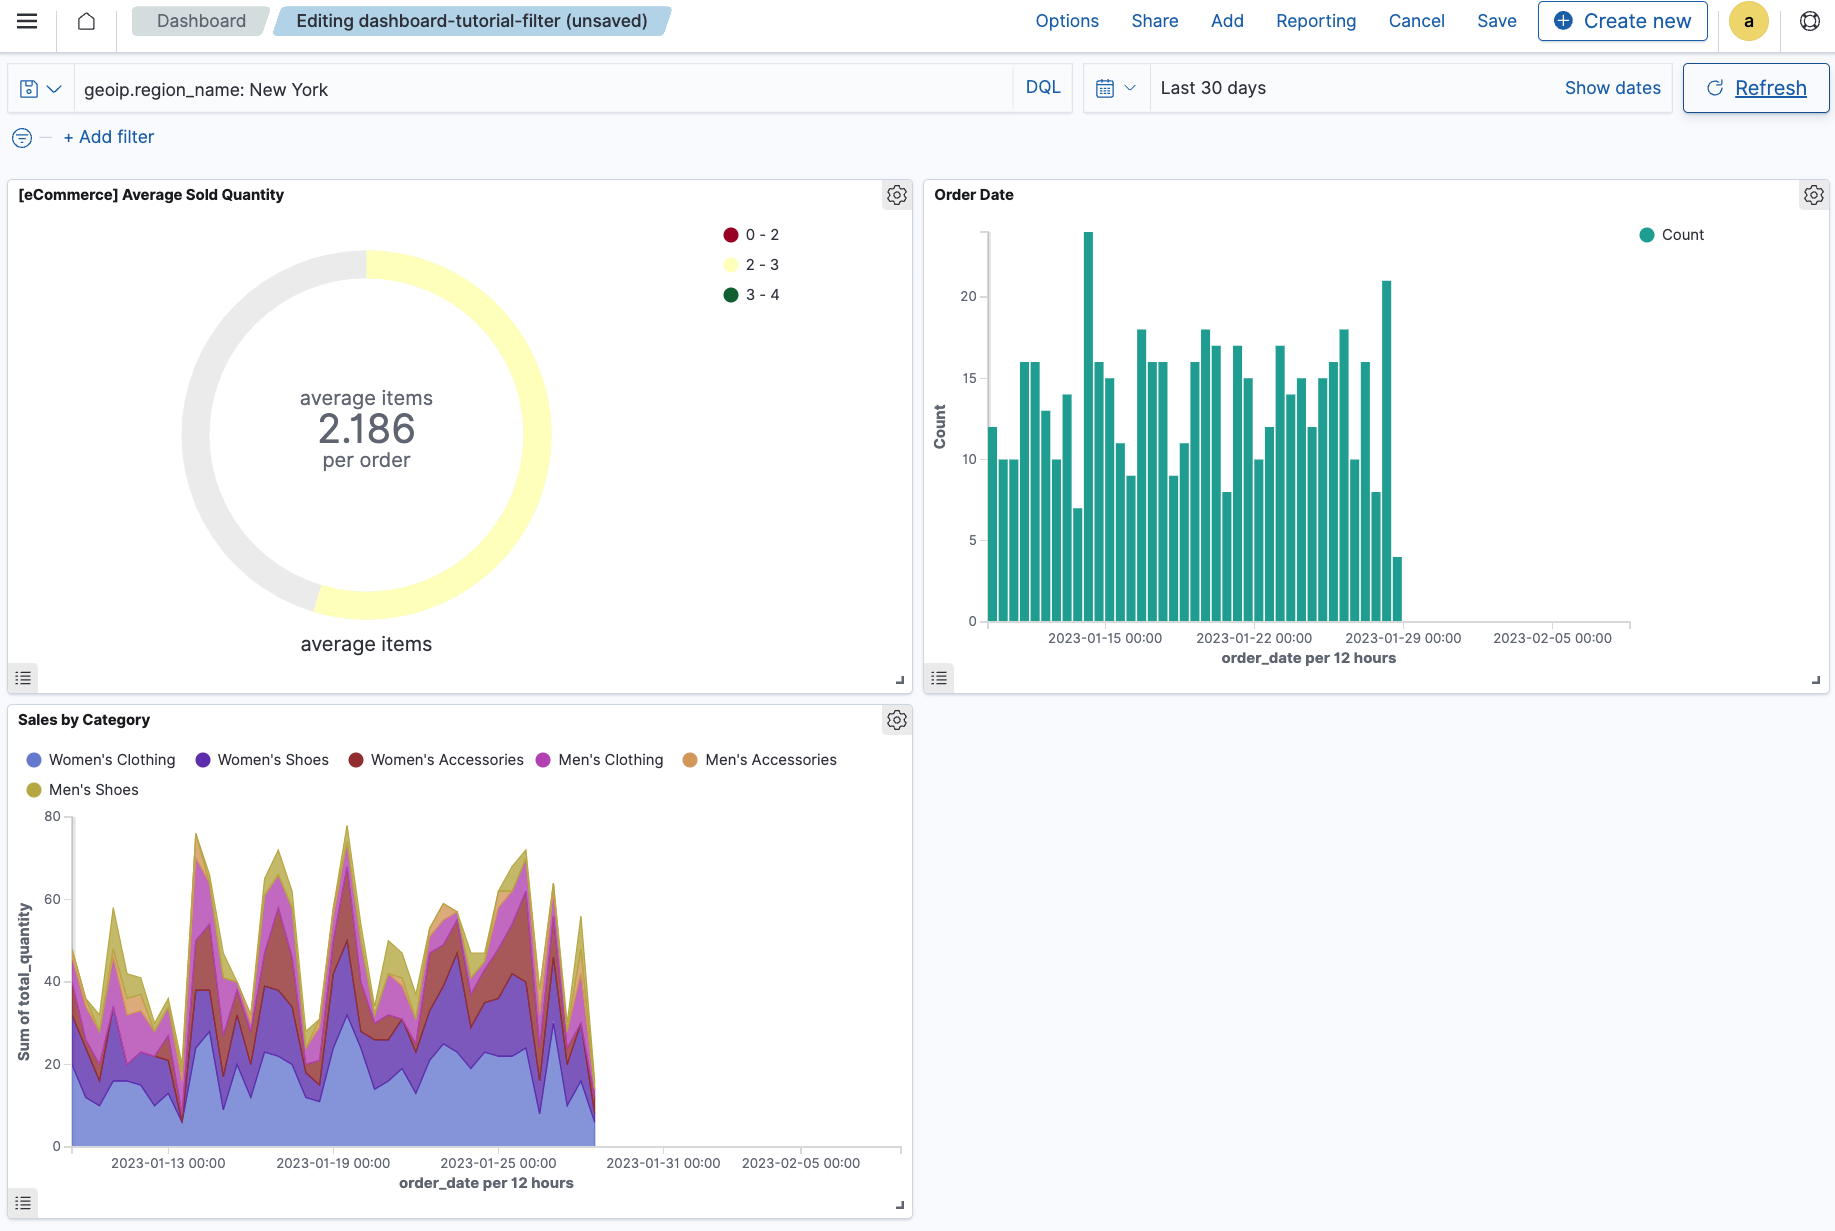 Dashboard
Editing dashboard-tutorial-filter (unsaved)
Options Share Add Reporting Cancel Save Create new a
geoip.region_name: New York DQL Last 30 days Show dates Refresh
+ Add filter
[eCommerce] Average Sold Quantity
0 - 2
2 - 3
3 - 4
average items
2.186
per order
average items
Order Date
Count
20
15
10
5
0
Count
2023-01-15 00:00 2023-01-22 00:00 2023-01-29 00:00 2023-02-05 00:00
order_date per 12 hours
Sales by Category
Women's Clothing Women's Shoes Women's Accessories Men's Clothing Men's Accessories
Men's Shoes
80
60
40
20
0
Sum of total_quantity
2023-01-13 00:00 2023-01-19 00:00 2023-01-25 00:00 2023-01-31 00:00 2023-02-05 00:00
order_date per 12 hours